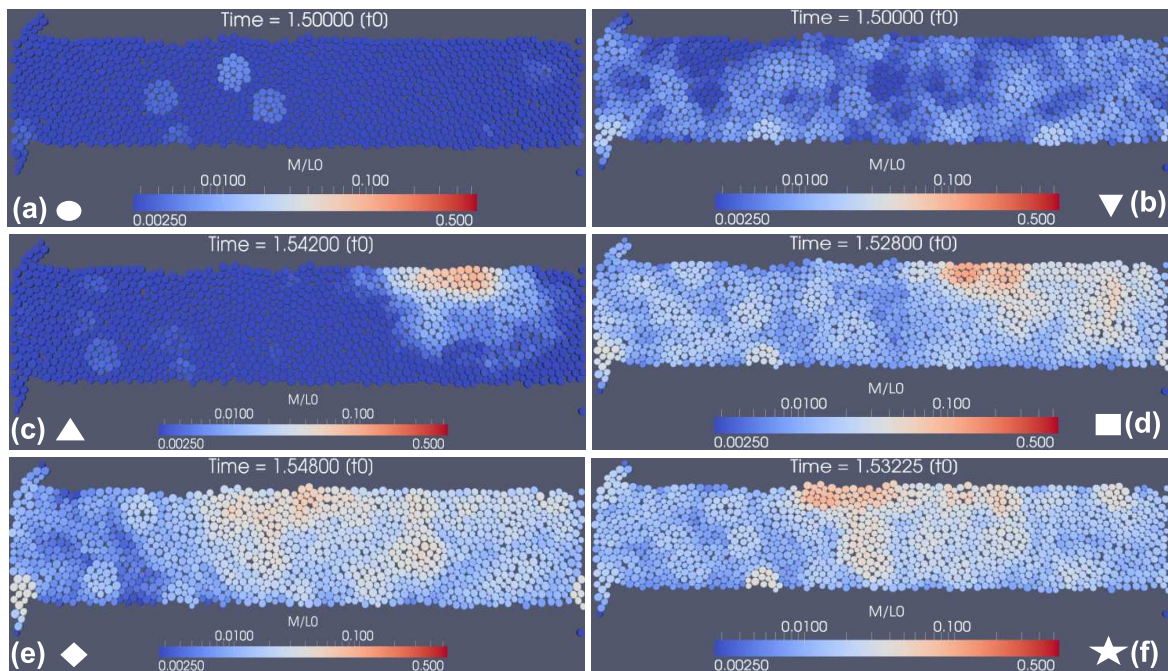 Time = 1.50000 (t0)
M/L0
0.0100 0.100
0.00250 0.500
(a)
Time = 1.50000 (t0)
M/L0
0.0100 0.100
0.00250 0.500
(b)
Time = 1.54200 (t0)
M/L0
0.0100 0.100
0.00250 0.500
(c)
Time = 1.52800 (t0)
M/L0
0.0100 0.100
0.00250 0.500
(d)
Time = 1.54800 (t0)
M/L0
0.0100 0.100
0.00250 0.500
(e)
Time = 1.53225 (t0)
M/L0
0.0100 0.100
0.00250 0.500
(f)